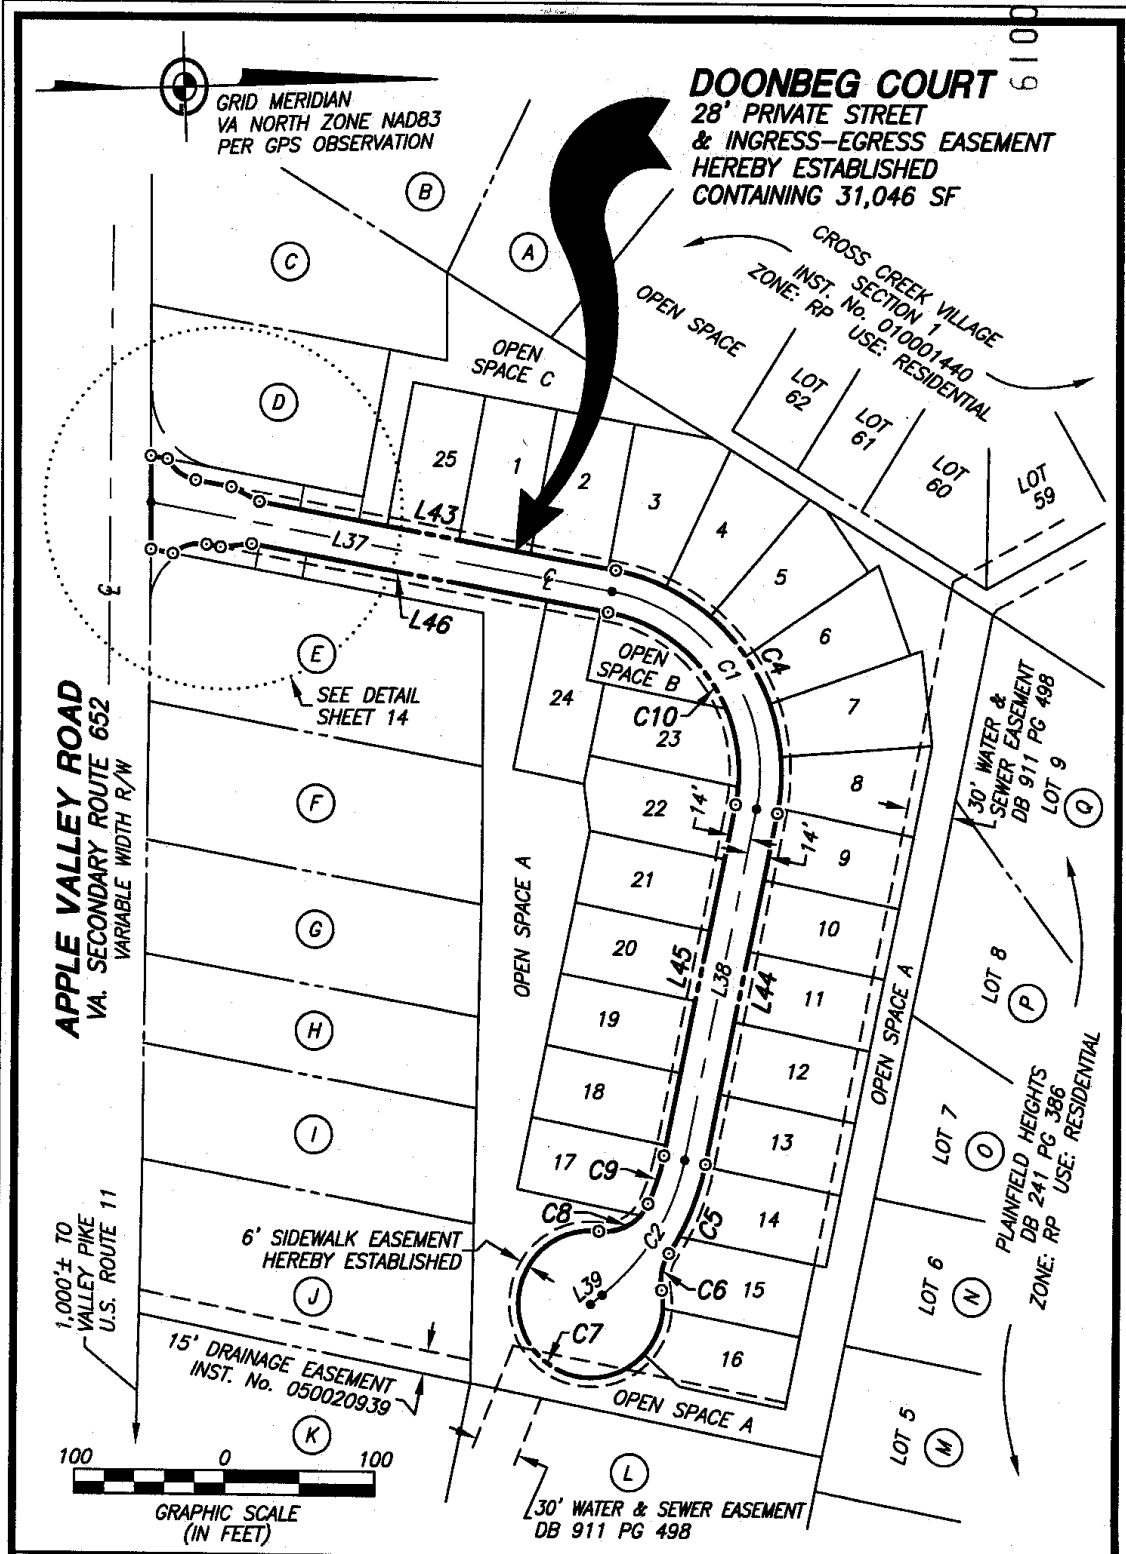 0019
GRID MERIDIAN
VA NORTH ZONE NAD83
PER GPS OBSERVATION
DOONBEG COURT
28' PRIVATE STREET
& INGRESS-EGRESS EASEMENT
HEREBY ESTABLISHED
CONTAINING 31,046 SF
B
A
C
D
OPEN
SPACE C
OPEN SPACE
CROSS CREEK VILLAGE
SECTION 1
INST. No. 010001440
ZONE: RP USE: RESIDENTIAL
LOT
62
LOT
61
LOT
60
LOT
59
25
1
2
3
4
5
6
7
8
9
10
11
12
13
14
15
16
L43
L37
℄
℄
L46
C1
C4
C10
OPEN
SPACE B
24
23
22
21
20
19
18
17
14'
14'
E
SEE DETAIL
SHEET 14
APPLE VALLEY ROAD
VA. SECONDARY ROUTE 652
VARIABLE WIDTH R/W
F
G
H
I
J
K
L
OPEN SPACE A
L45
L38
L44
OPEN SPACE A
30' WATER &
SEWER EASEMENT
DB 911 PG 498
LOT 9
Q
LOT 8
P
LOT 7
O
LOT 6
N
LOT 5
M
PLAINFIELD HEIGHTS
DB 241 PG 386
ZONE: RP USE: RESIDENTIAL
C9
C8
C5
C2
C6
L39
C7
6' SIDEWALK EASEMENT
HEREBY ESTABLISHED
1,000'± TO
VALLEY PIKE
U.S. ROUTE 11
15' DRAINAGE EASEMENT
INST. No. 050020939
OPEN SPACE A
30' WATER & SEWER EASEMENT
DB 911 PG 498
100 0 100
GRAPHIC SCALE
(IN FEET)